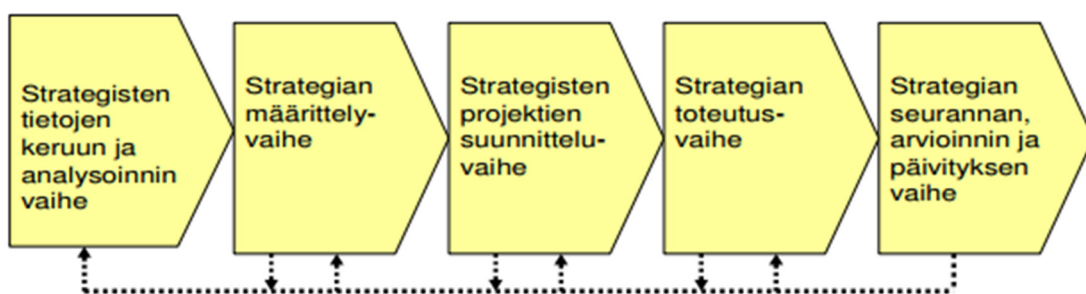 Strategisten
tietojen
keruun ja
analysoinnin
vaihe
Strategian
määrittely-
vaihe
Strategisten
projektien
suunnittelu-
vaihe
Strategian
toteutus-
vaihe
Strategian
seurannan,
arvioinnin ja
päivityksen
vaihe